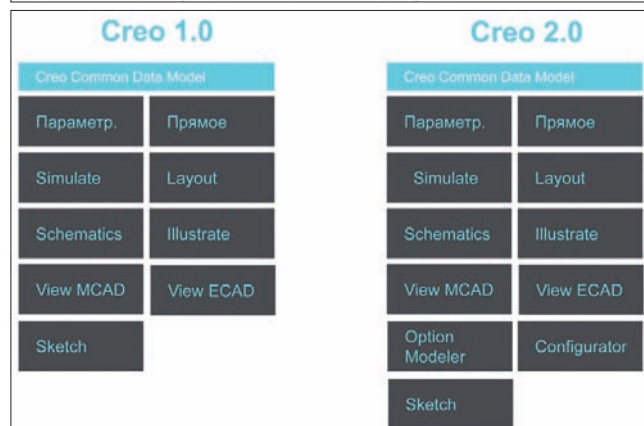 Creo 1.0
Creo Common Data Model
Параметр. Прямое
Simulate Layout
Schematics Illustrate
View MCAD View ECAD
Sketch
Creo 2.0
Creo Common Data Model
Параметр. Прямое
Simulate Layout
Schematics Illustrate
View MCAD View ECAD
Option
Modeler
Configurator
Sketch